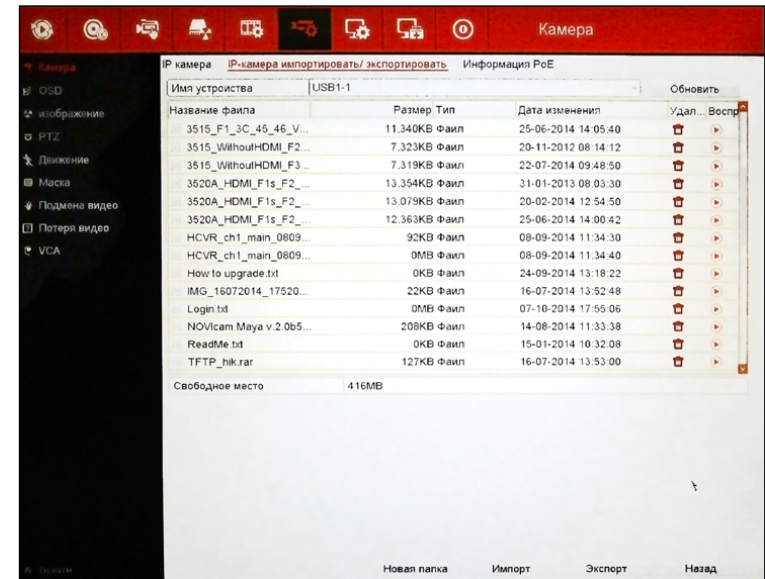 Камера
IP камера IP-камера импортировать/ экспортировать Информация PoE
Камера
OSD
изображение
PTZ
Движение
Маска
Подмена видео
Потеря видео
VCA
Имя устройства USB1-1 Обновить
Название файла Размер Тип Дата изменения Удал... Воспр
3515_F1_3C_45_46_V... 11.340KB Файл 25-06-2014 14:05:40
3515_WithoutHDMI_F2... 7.323KB Файл 20-11-2012 08:14:12
3515_WithoutHDMI_F3... 7.319KB Файл 22-07-2014 09:48:50
3520A_HDMI_F1s_F2_... 13.354KB Файл 31-01-2013 08:03:30
3520A_HDMI_F1s_F2_... 13.079KB Файл 20-02-2014 12:54:50
3520A_HDMI_F1s_F2_... 12.363KB Файл 25-06-2014 14:00:42
HCVR_ch1_main_0809... 92KB Файл 08-09-2014 11:34:30
HCVR_ch1_main_0809... 0MB Файл 08-09-2014 11:34:40
How to upgrade.txt 0KB Файл 24-09-2014 13:18:22
IMG_16072014_17520... 22KB Файл 16-07-2014 13:52:48
Login.txt 0MB Файл 07-10-2014 17:55:06
NOVIcam Maya v.2.0b5... 208KB Файл 14-08-2014 11:33:38
ReadMe.txt 0KB Файл 15-01-2014 10:32:08
TFTP_hik.rar 127KB Файл 16-07-2014 13:53:00
Свободное место 416MB
Новая папка Импорт Экспорт Назад